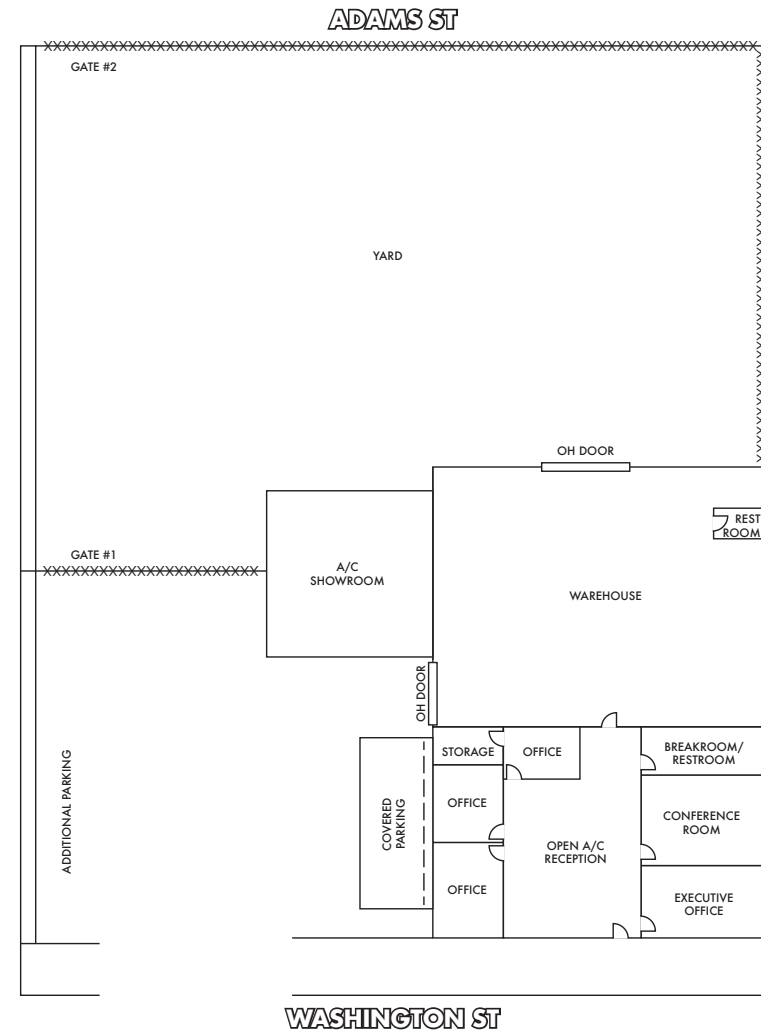 ADAMS ST
GATE #2
YARD
OH DOOR
REST
ROOM
GATE #1
A/C
SHOWROOM
WAREHOUSE
OH DOOR
STORAGE
OFFICE
BREAKROOM/
RESTROOM
ADDITIONAL PARKING
COVERED
PARKING
OFFICE
CONFERENCE
ROOM
OPEN A/C
RECEPTION
OFFICE
EXECUTIVE
OFFICE
WASHINGTON ST